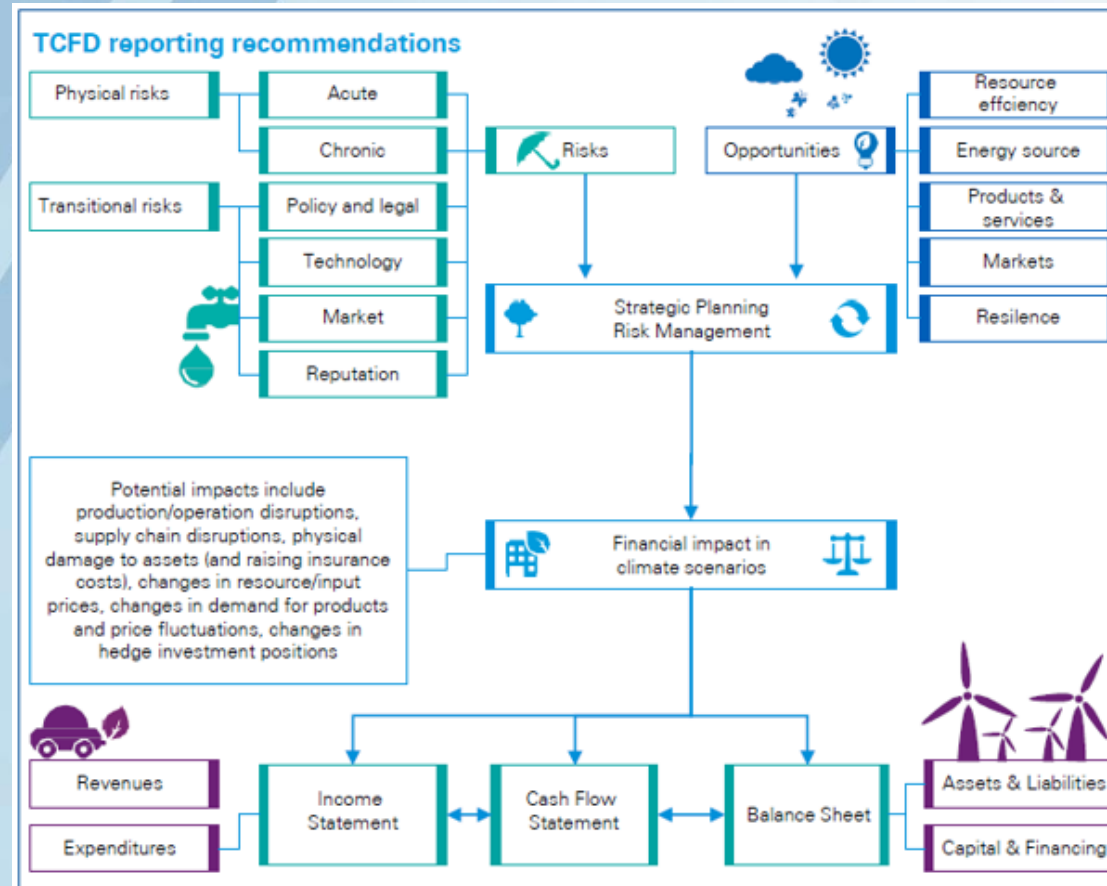 TCFD reporting recommendations
Physical risks
Acute
Chronic
Transitional risks
Policy and legal
Technology
Market
Reputation
Risks
Opportunities
Resource
effciency
Energy source
Products &
services
Markets
Resilence
Strategic Planning
Risk Management
Potential impacts include
production/operation disruptions,
supply chain disruptions, physical
damage to assets (and raising insurance
costs), changes in resource/input
prices, changes in demand for products
and price fluctuations, changes in
hedge investment positions
Financial impact in
climate scenarios
Revenues
Expenditures
Income
Statement
Cash Flow
Statement
Balance Sheet
Assets & Liabilities
Capital & Financing